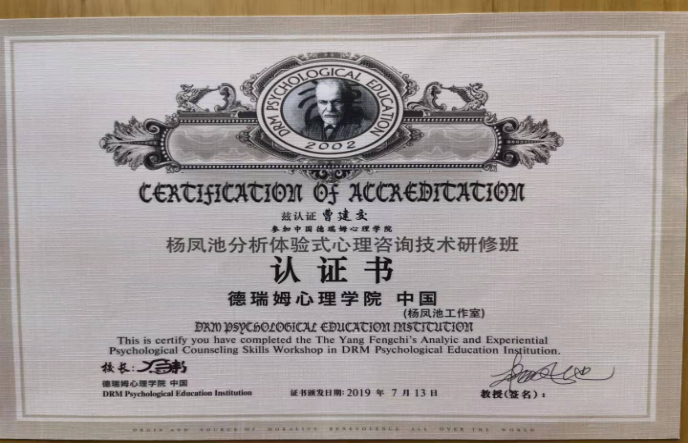 DRM PSYCHOLOGICAL EDUCATION
2002
CERTIFICATION OF ACCREDITATION
兹认证 曹建
参加中国德瑞姆心理学院
杨凤池分析体验式心理咨询技术研修班
认证书
德瑞姆心理学院 中国
(杨凤池工作室)
DRM PSYCHOLOGICAL EDUCATION INSTITUTION
This is certify you have completed the The Yang Fengchi's Analyic and Experiential
Psychological Counseling Skills Workshop in DRM Psychological Education Institution.
校长:
德瑞姆心理学院 中国
DRM Psychological Education Institution
证书颁发日期: 2019 年 7 月 13 日
教授(签名):